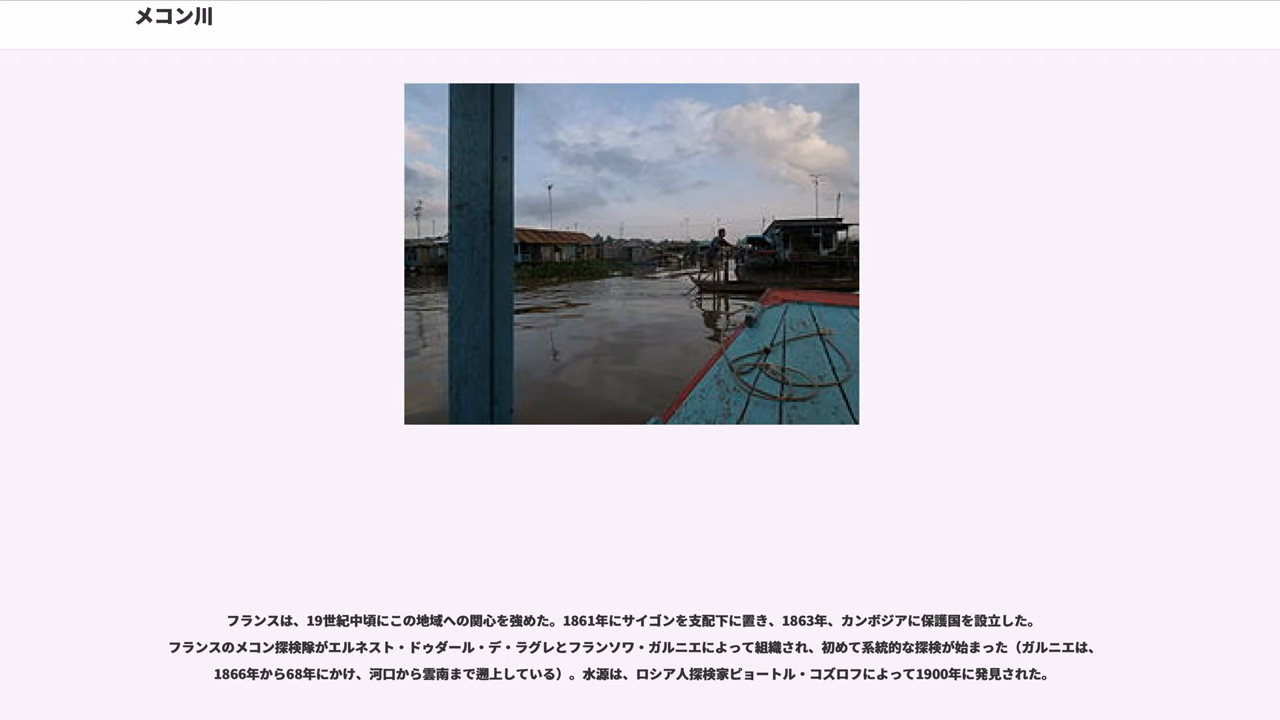 メコン川
フランスは、19世紀中頃にこの地域への関心を強めた。1861年にサイゴンを支配下に置き、1863年、カンボジアに保護国を設立した。
フランスのメコン探検隊がエルネスト・ドゥダール・デ・ラグレとフランソワ・ガルニエによって組織され、初めて系統的な探検が始まった（ガルニエは、
1866年から68年にかけ、河口から雲南まで遡上している）。水源は、ロシア人探検家ピョートル・コズロフによって1900年に発見された。